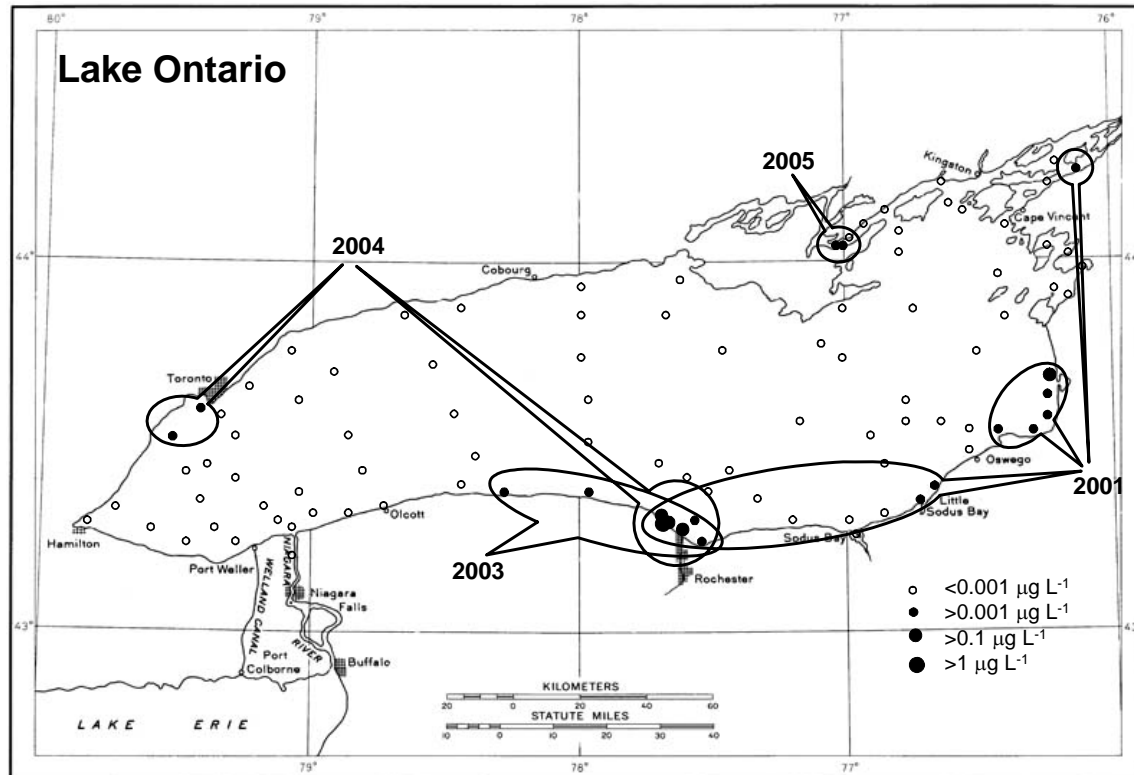 80°
79°
78°
77°
76°
Lake Ontario
2005
Kingston
Cape Vincent
2004
44°
44
Cobourg
Toronto
Oswego
2001
Little
Sodus Bay
Olcott
Hamilton
Sodus Bay
2003
Port Weller
Rochester
WELLAND CANAL
NIAGARA
RIVER
Niagara
Falls
<0.001 µg L-1
>0.001 µg L-1
>0.1 µg L-1
>1 µg L-1
43°
43
Port
Colborne
Buffalo
KILOMETERS
20 0 20 40 60
STATUTE MILES
10 0 10 20 30 40
LAKE ERIE
79°
78°
77°